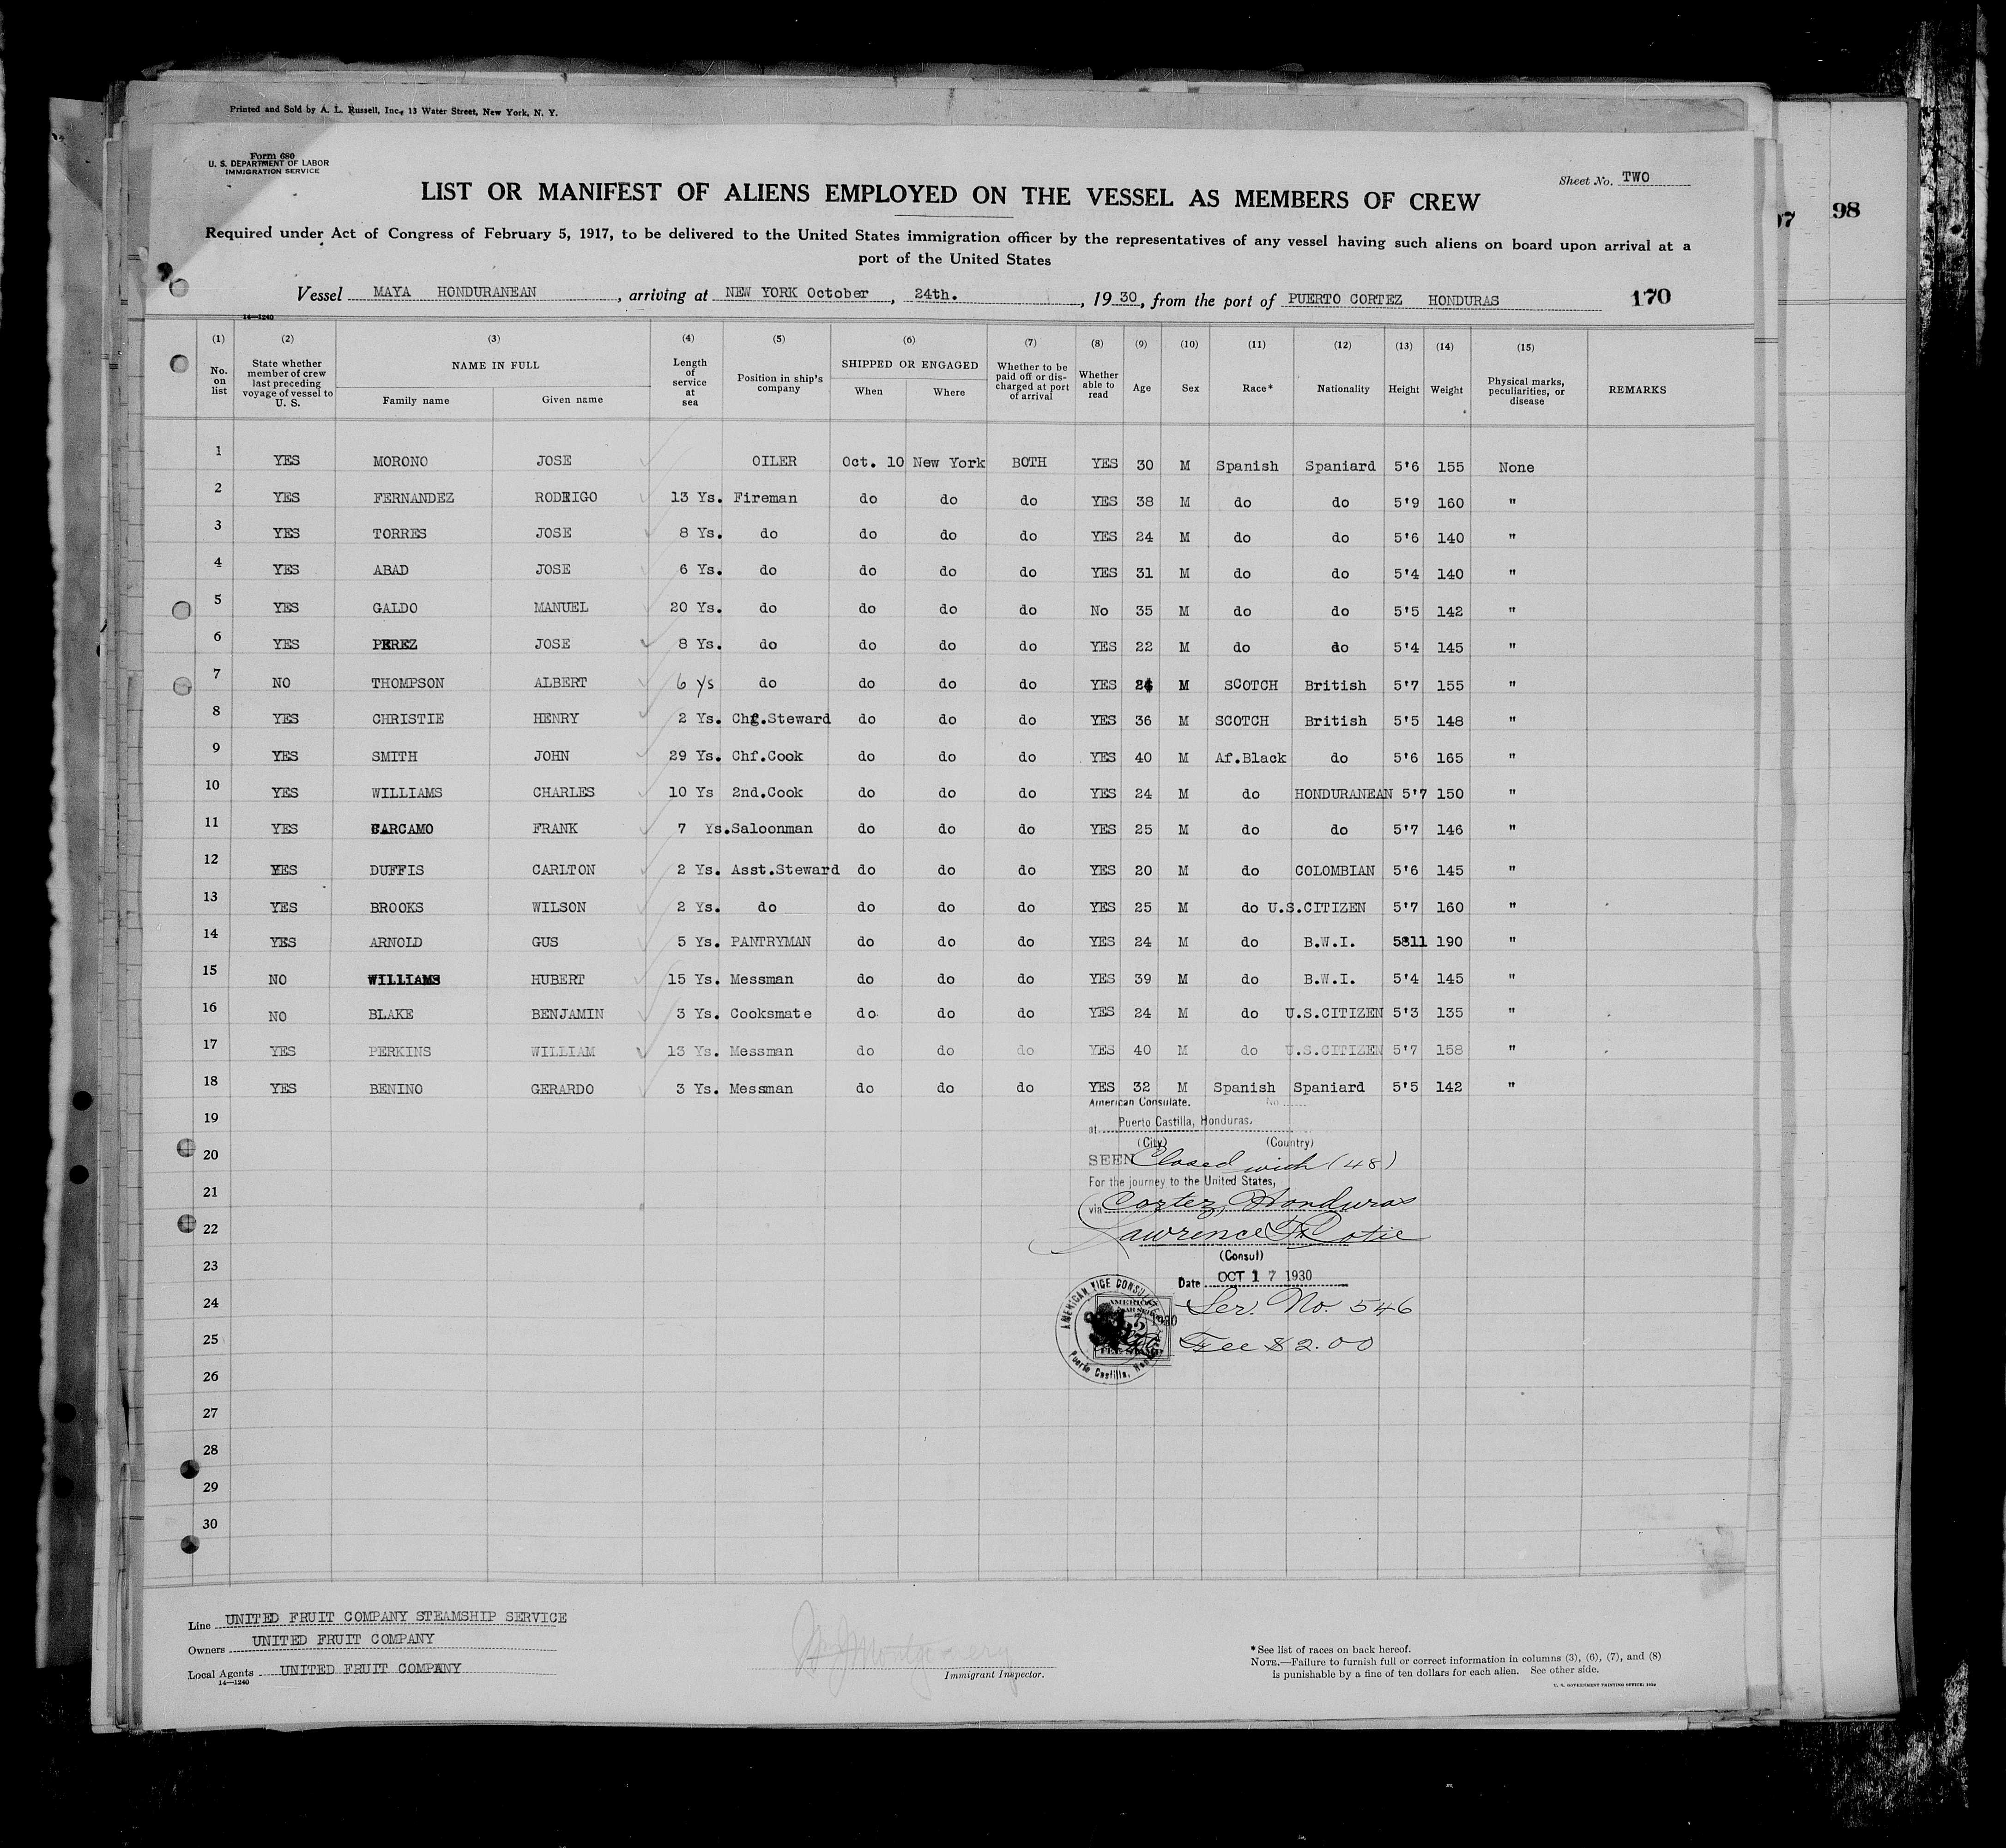 Printed and Sold by A. L. Russell, Inc., 13 Water Street, New York, N. Y.
Form 680
U. S. DEPARTMENT OF LABOR
IMMIGRATION SERVICE
Sheet No. TWO
LIST OR MANIFEST OF ALIENS EMPLOYED ON THE VESSEL AS MEMBERS OF CREW
Required under Act of Congress of February 5, 1917, to be delivered to the United States immigration officer by the representatives of any vessel having such aliens on board upon arrival at a
port of the United States
Vessel MAYA HONDURANEAN, arriving at NEW YORK October, 24th., 1930, from the port of PUERTO CORTEZ HONDURAS 170
98
14—1240
(1) (2) (3) (4) (5) (6) (7) (8) (9) (10) (11) (12) (13) (14) (15)
No. on list
State whether member of crew last preceding voyage of vessel to U. S.
NAME IN FULL
Family name Given name
Length of service at sea
Position in ship's company
SHIPPED OR ENGAGED
When Where
Whether to be paid off or discharged at port of arrival
Whether able to read
Age
Sex
Race*
Nationality
Height
Weight
Physical marks, peculiarities, or disease
REMARKS
1 YES MORONO JOSE OILER Oct. 10 New York BOTH YES 30 M Spanish Spaniard 5'6 155 None
2 YES FERNANDEZ RODRIGO 13 Ys. Fireman do do do YES 38 M do do 5'9 160 "
3 YES TORRES JOSE 8 Ys. do do do do YES 24 M do do 5'6 140 "
4 YES ABAD JOSE 6 Ys. do do do do YES 31 M do do 5'4 140 "
5 YES GALDO MANUEL 20 Ys. do do do do No 35 M do do 5'5 142 "
6 YES PEREZ JOSE 8 Ys. do do do do YES 22 M do do 5'4 145 "
7 NO THOMPSON ALBERT 6 ys do do do do YES M SCOTCH British 5'7 155 "
8 YES CHRISTIE HENRY 2 Ys. Chf.Steward do do do YES 36 M SCOTCH British 5'5 148 "
9 YES SMITH JOHN 29 Ys. Chf.Cook do do do YES 40 M Af.Black do 5'6 165 "
10 YES WILLIAMS CHARLES 10 Ys 2nd.Cook do do do YES 24 M do HONDURANEAN 5'7 150 "
11 YES CARCAMO FRANK 7 Ys. Saloonman do do do YES 25 M do do 5'7 146 "
12 YES DUFFIS CARLTON 2 Ys. Asst.Steward do do do YES 20 M do COLOMBIAN 5'6 145 "
13 YES BROOKS WILSON 2 Ys. do do do do YES 25 M do U.S.CITIZEN 5'7 160 "
14 YES ARNOLD GUS 5 Ys. PANTRYMAN do do do YES 24 M do B.W.I. 5'11 190 "
15 NO WILLIAMS HUBERT 15 Ys. Messman do do do YES 39 M do B.W.I. 5'4 145 "
16 NO BLAKE BENJAMIN 3 Ys. Cooksmate do do do YES 24 M do U.S.CITIZEN 5'3 135 "
17 YES PERKINS WILLIAM 13 Ys. Messman do do do YES 40 M do U.S.CITIZEN 5'7 158 "
18 YES BENINO GERARDO 3 Ys. Messman do do do YES 32 M Spanish Spaniard 5'5 142 "
American Consulate. No
19
at Puerto Castilla, Honduras.
(City) (Country)
20
SEEN Closed with (48)
For the journey to the United States,
21
via Cortez, Honduras
22
Lawrence F. Cotie
(Consul)
23
Date OCT 17 1930
24
Ser. No. 546
25
Fee $2.00
AMERICAN VICE CONSULATE
Puerto Castilla, Honduras
26
27
28
29
30
Line UNITED FRUIT COMPANY STEAMSHIP SERVICE
Owners UNITED FRUIT COMPANY
Local Agents UNITED FRUIT COMPANY
14—1240
Montgomery
Immigrant Inspector.
*See list of races on back hereof.
NOTE.—Failure to furnish full or correct information in columns (3), (6), (7), and (8)
is punishable by a fine of ten dollars for each alien. See other side.